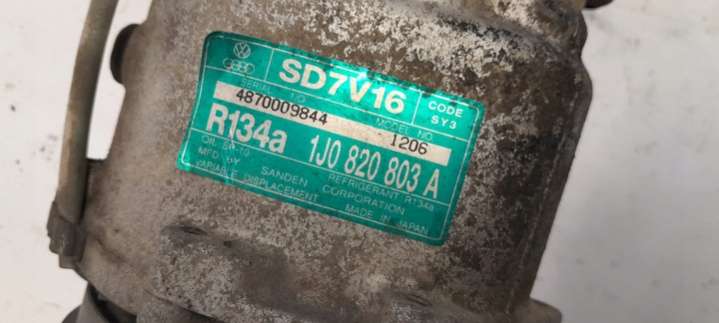 SD7V16
CODE
SY3
SERIAL NO
MODEL NO
4870009844
1206
R134a
1J0 820 803 A
OIL SP-10
REFRIGERANT: R134a
MFD BY SANDEN CORPORATION
VARIABLE DISPLACEMENT
MADE IN JAPAN